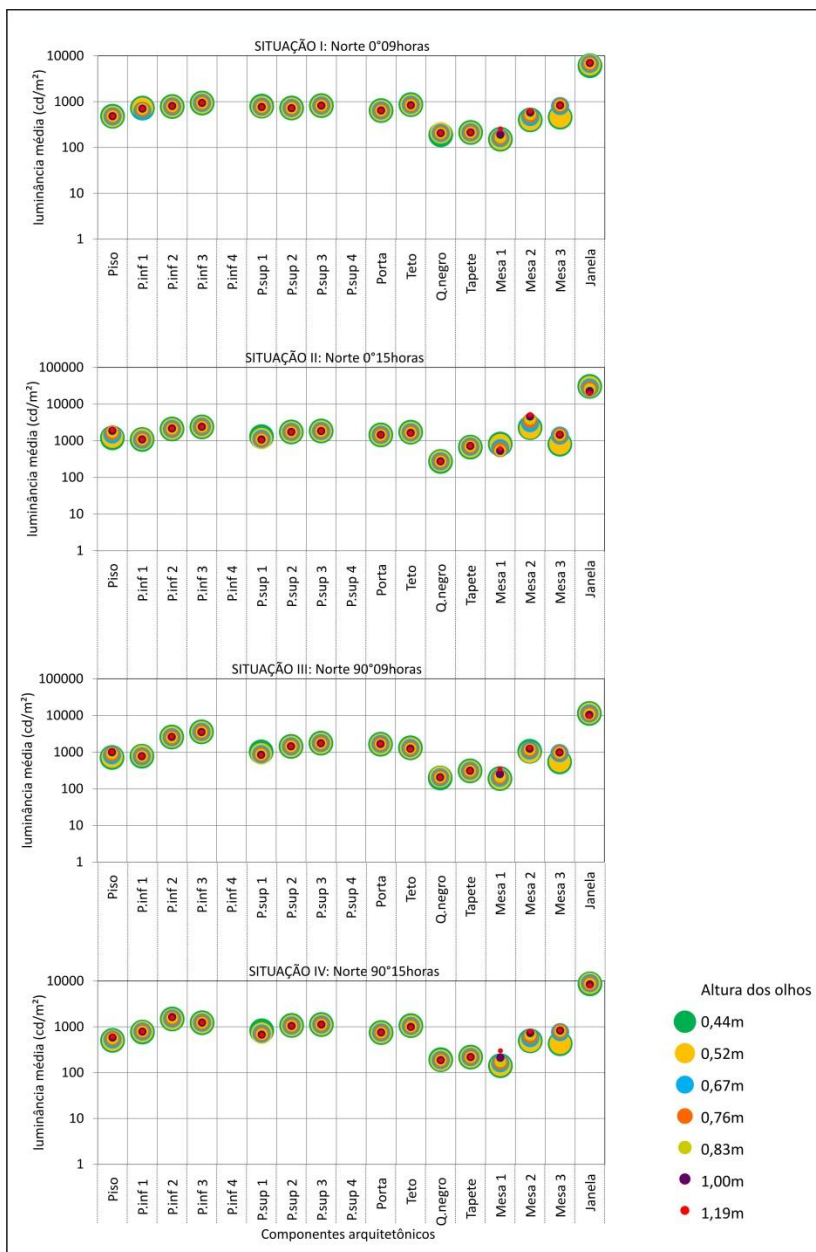 SITUAÇÃO I: Norte 0°09horas
luminância média (cd/m²)
10000
1000
100
10
1
Piso
P.inf 1
P.inf 2
P.inf 3
P.inf 4
P.sup 1
P.sup 2
P.sup 3
P.sup 4
Porta
Teto
Q.negro
Tapete
Mesa 1
Mesa 2
Mesa 3
Janela
SITUAÇÃO II: Norte 0°15horas
luminância média (cd/m²)
100000
10000
1000
100
10
1
Piso
P.inf 1
P.inf 2
P.inf 3
P.inf 4
P.sup 1
P.sup 2
P.sup 3
P.sup 4
Porta
Teto
Q.negro
Tapete
Mesa 1
Mesa 2
Mesa 3
Janela
SITUAÇÃO III: Norte 90°09horas
luminância média (cd/m²)
100000
10000
1000
100
10
1
Piso
P.inf 1
P.inf 2
P.inf 3
P.inf 4
P.sup 1
P.sup 2
P.sup 3
P.sup 4
Porta
Teto
Q.negro
Tapete
Mesa 1
Mesa 2
Mesa 3
Janela
SITUAÇÃO IV: Norte 90°15horas
luminância média (cd/m²)
10000
1000
100
10
1
Piso
P.inf 1
P.inf 2
P.inf 3
P.inf 4
P.sup 1
P.sup 2
P.sup 3
P.sup 4
Porta
Teto
Q.negro
Tapete
Mesa 1
Mesa 2
Mesa 3
Janela
Componentes arquitetônicos
Altura dos olhos
0,44m
0,52m
0,67m
0,76m
0,83m
1,00m
1,19m